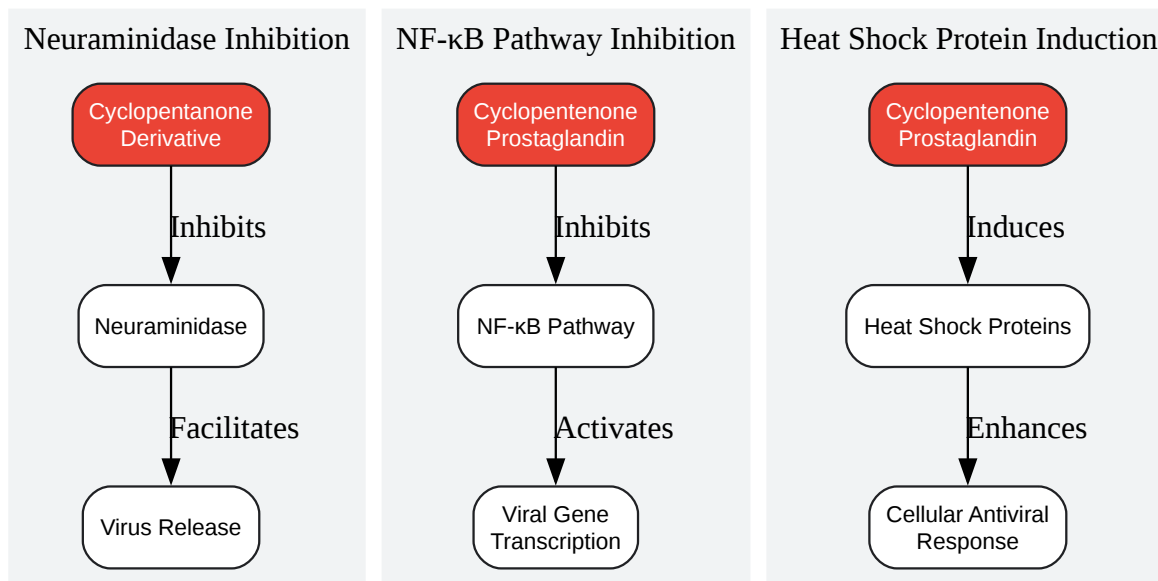 Neuraminidase Inhibition
Cyclopentanone
Derivative
Inhibits
Neuraminidase
Facilitates
Virus Release
NF-κB Pathway Inhibition
Cyclopentenone
Prostaglandin
Inhibits
NF-κB Pathway
Activates
Viral Gene
Transcription
Heat Shock Protein Induction
Cyclopentenone
Prostaglandin
Induces
Heat Shock Proteins
Enhances
Cellular Antiviral
Response